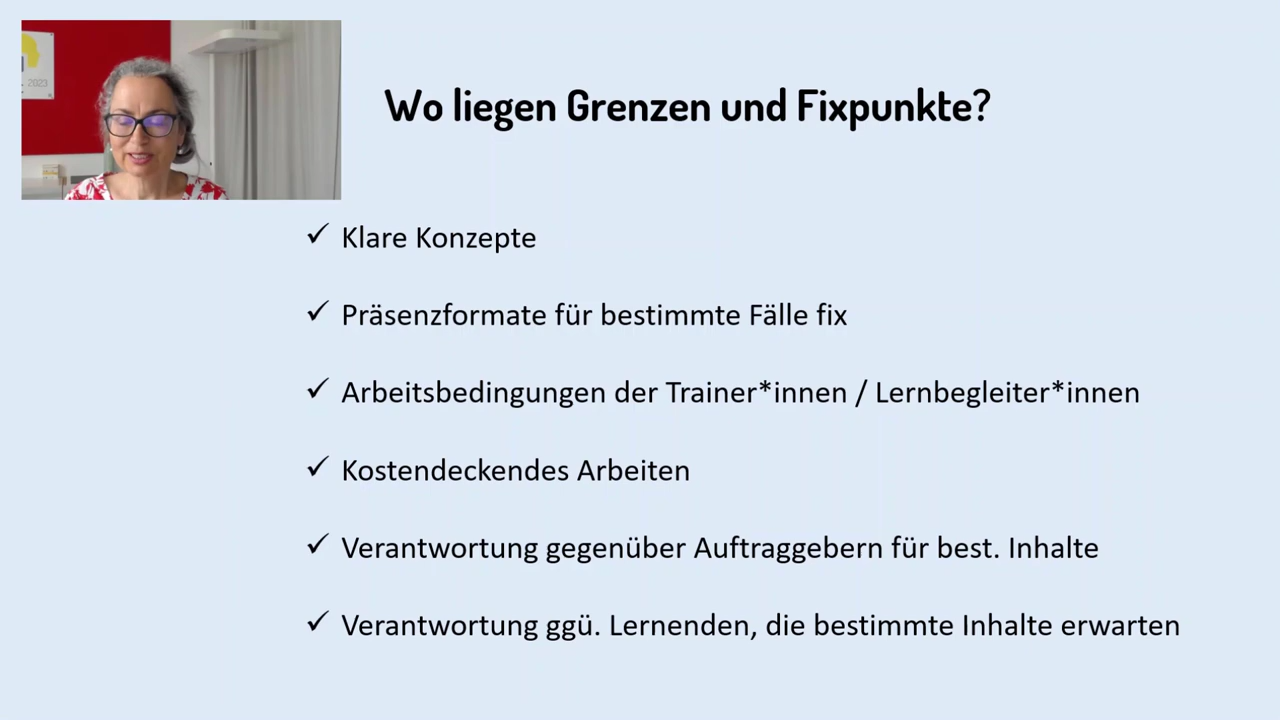 . 2023
Wo liegen Grenzen und Fixpunkte?
✓ Klare Konzepte
✓ Präsenzformate für bestimmte Fälle fix
✓ Arbeitsbedingungen der Trainer*innen / Lernbegleiter*innen
✓ Kostendeckendes Arbeiten
✓ Verantwortung gegenüber Auftraggebern für best. Inhalte
✓ Verantwortung ggü. Lernenden, die bestimmte Inhalte erwarten